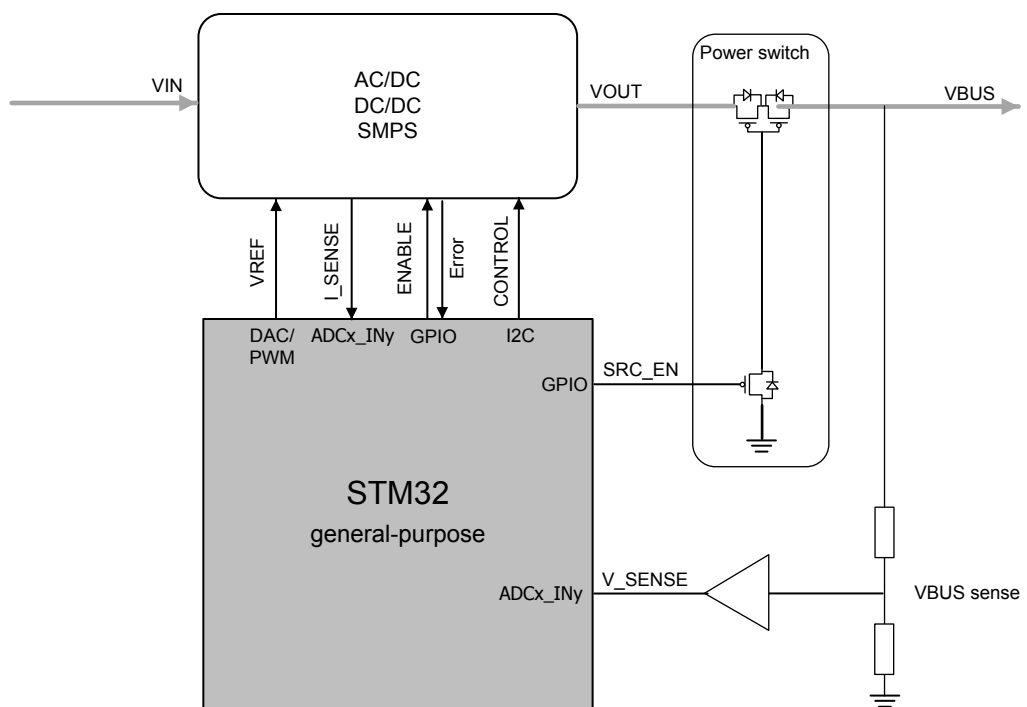 Power switch
VIN
AC/DC
DC/DC
SMPS
VOUT
VBUS
VREF
I_SENSE
ENABLE
Error
CONTROL
DAC/
PWM
ADCx_INy
GPIO
I2C
GPIO
SRC_EN
STM32
general-purpose
ADCx_INy
V_SENSE
VBUS sense